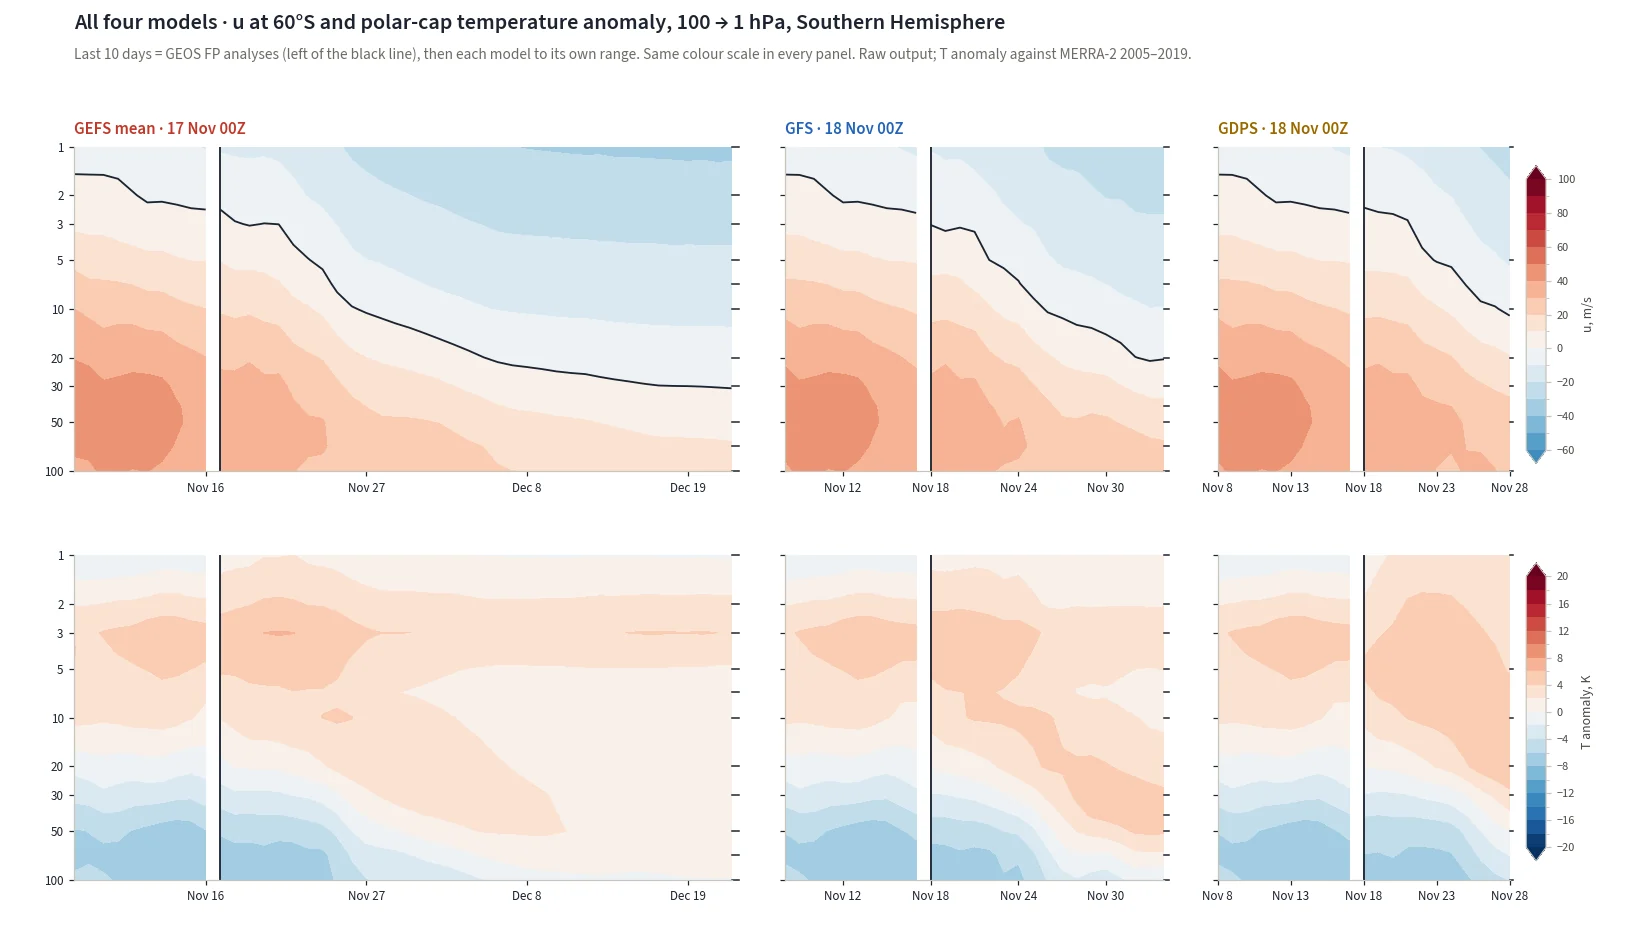 All four models · u at 60°S and polar-cap temperature anomaly, 100 → 1 hPa, Southern Hemisphere
Last 10 days = GEOS FP analyses (left of the black line), then each model to its own range. Same colour scale in every panel. Raw output; T anomaly against MERRA-2 2005–2019.
GEFS mean · 17 Nov 00Z
GFS · 18 Nov 00Z
GDPS · 18 Nov 00Z
1
2
3
5
10
20
30
50
100
Nov 16
Nov 27
Dec 8
Dec 19
Nov 12
Nov 18
Nov 24
Nov 30
Nov 8
Nov 13
Nov 18
Nov 23
Nov 28
100
80
60
40
20
0
−20
−40
−60
u, m/s
1
2
3
5
10
20
30
50
100
Nov 16
Nov 27
Dec 8
Dec 19
Nov 12
Nov 18
Nov 24
Nov 30
Nov 8
Nov 13
Nov 18
Nov 23
Nov 28
20
16
12
8
4
0
−4
−8
−12
−16
−20
T anomaly, K